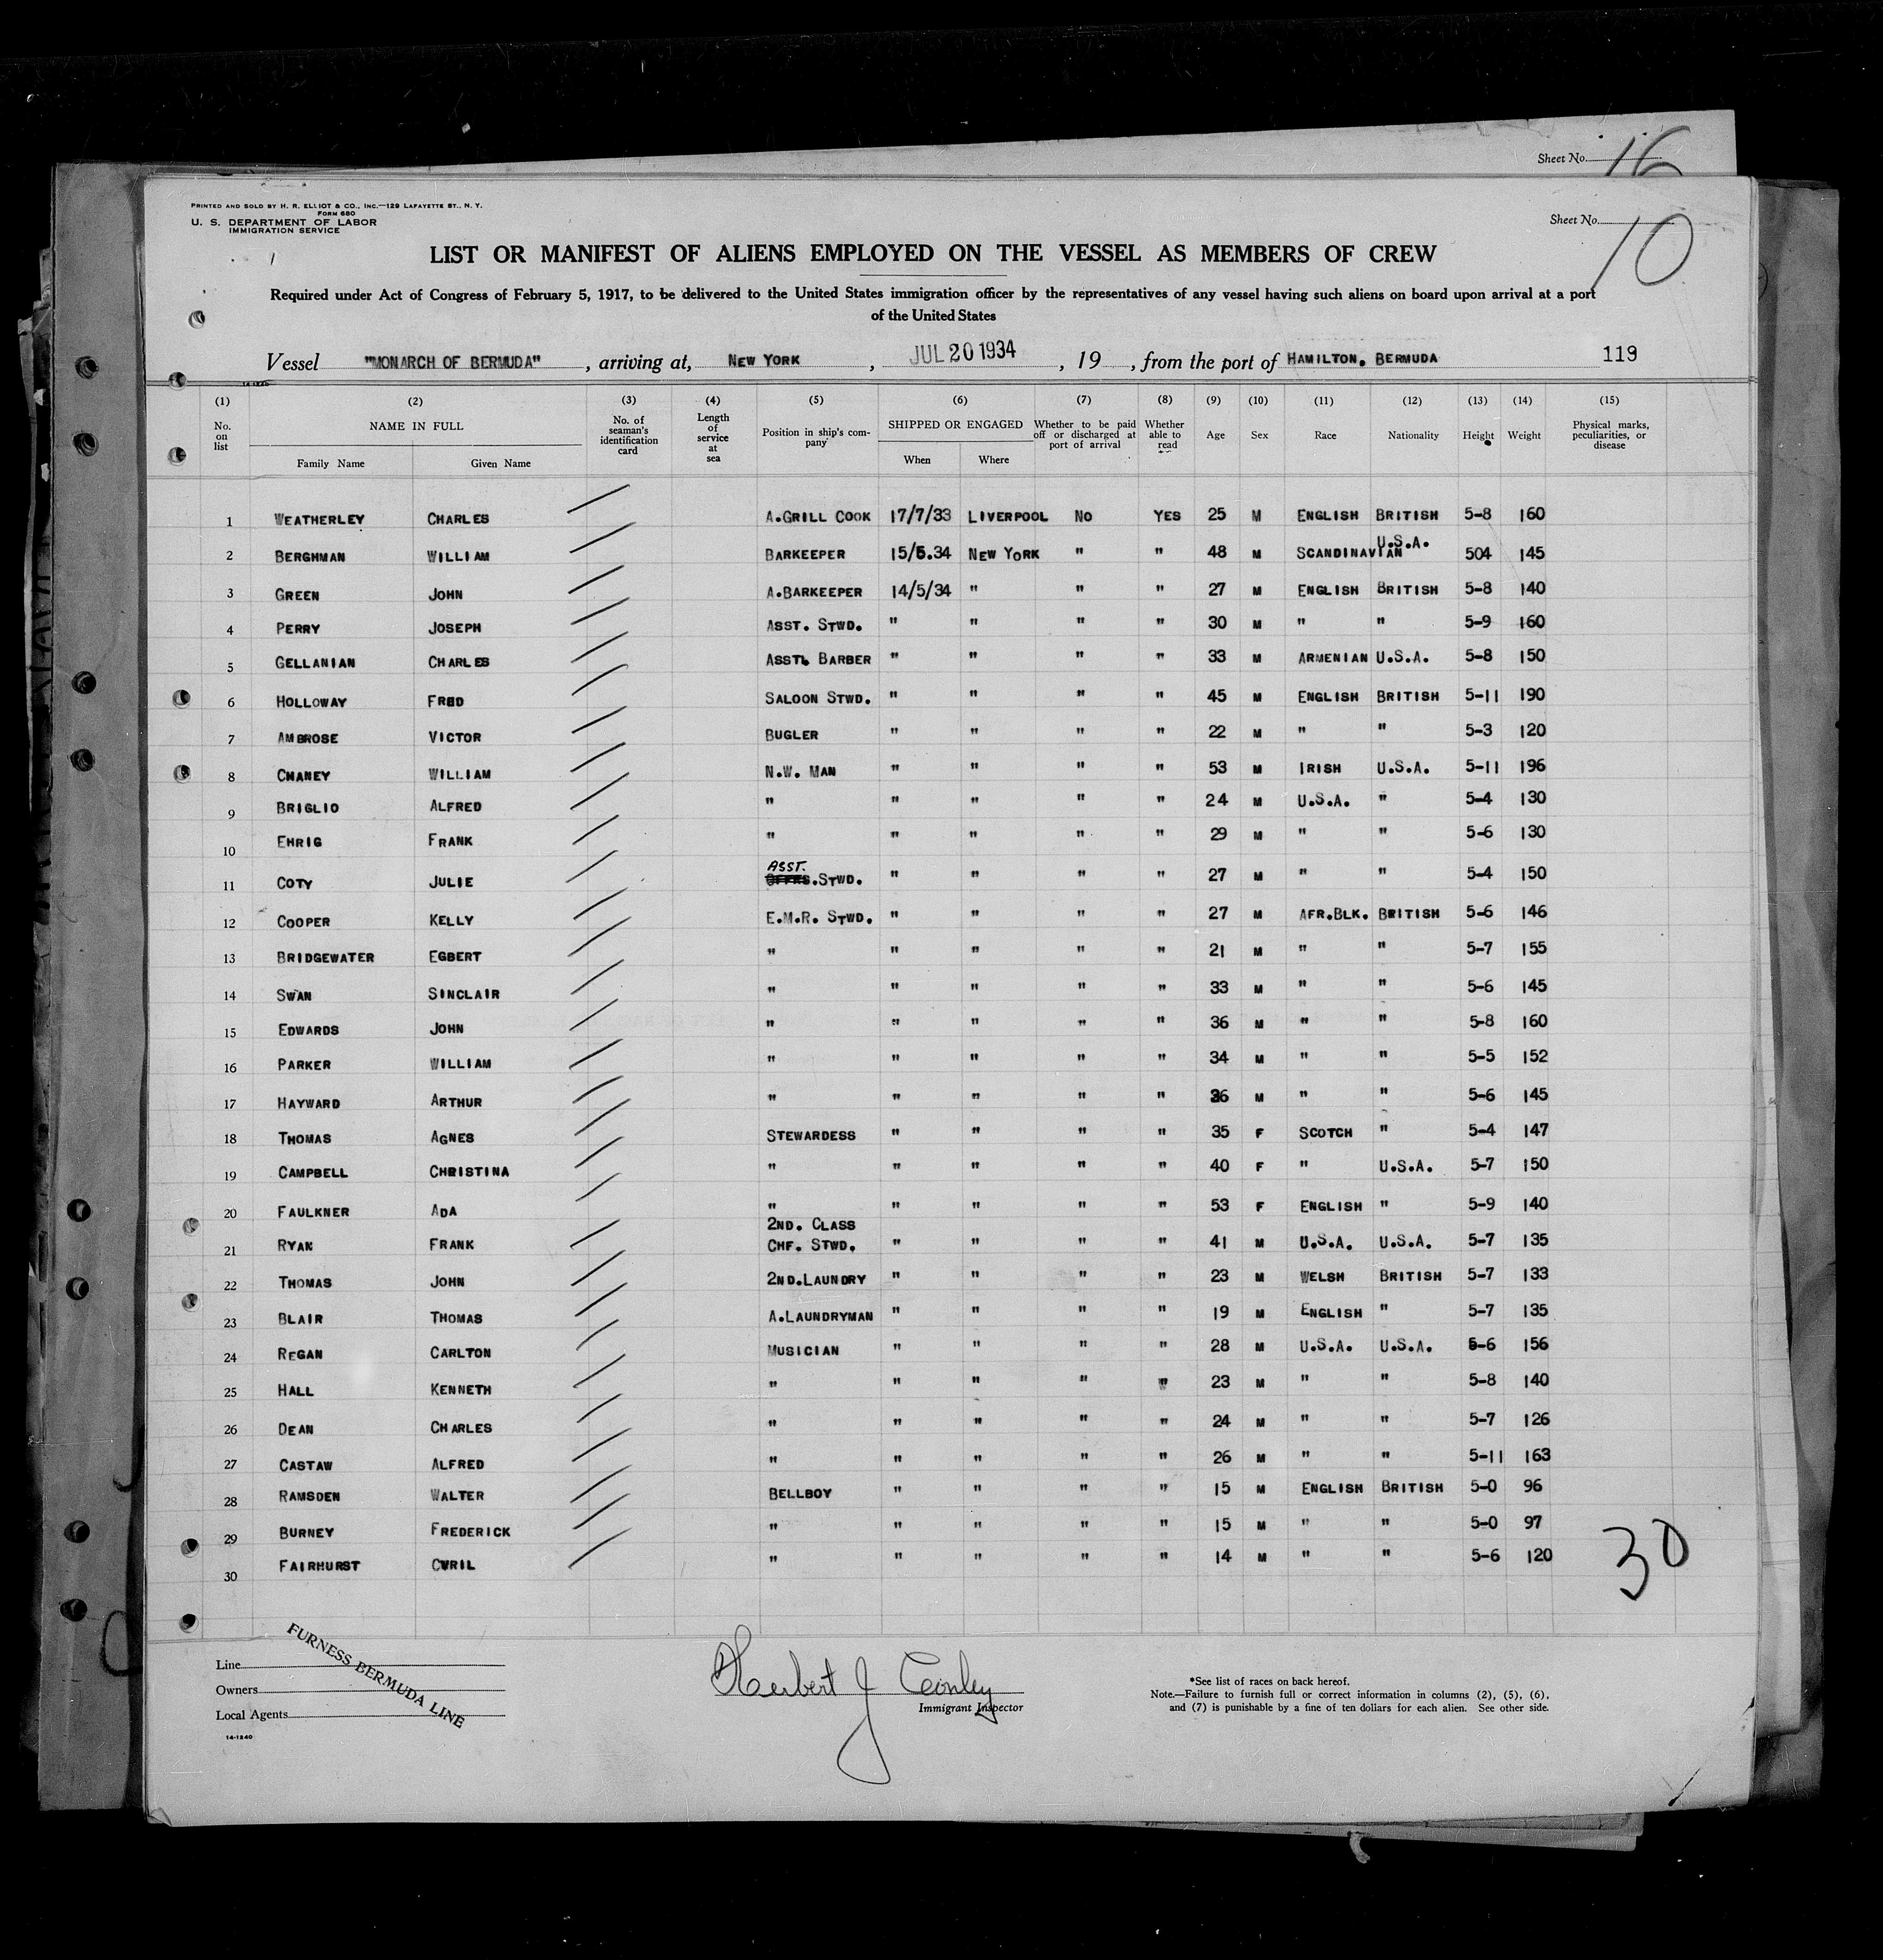 Sheet No. 16
PRINTED AND SOLD BY H. R. ELLIOT & CO., INC.—129 LAFAYETTE ST., N. Y.
FORM 680
U. S. DEPARTMENT OF LABOR
IMMIGRATION SERVICE
Sheet No. 10
LIST OR MANIFEST OF ALIENS EMPLOYED ON THE VESSEL AS MEMBERS OF CREW
Required under Act of Congress of February 5, 1917, to be delivered to the United States immigration officer by the representatives of any vessel having such aliens on board upon arrival at a port
of the United States
Vessel "MONARCH OF BERMUDA", arriving at, NEW YORK, JUL 20 1934, 19 , from the port of HAMILTON. BERMUDA 119
14-1240
(1) (2) (3) (4) (5) (6) (7) (8) (9) (10) (11) (12) (13) (14) (15)
No. on list NAME IN FULL No. of seaman's identification card Length of service at sea Position in ship's company SHIPPED OR ENGAGED Whether to be paid off or discharged at port of arrival Whether able to read Age Sex Race Nationality Height Weight Physical marks, peculiarities, or disease
Family Name Given Name When Where
1 WEATHERLEY CHARLES A.GRILL COOK 17/7/33 LIVERPOOL NO YES 25 M ENGLISH BRITISH 5-8 160
2 BERGHMAN WILLIAM BARKEEPER 15/5.34 NEW YORK " " 48 M SCANDINAVIAN U.S.A. 504 145
3 GREEN JOHN A.BARKEEPER 14/5/34 " " " 27 M ENGLISH BRITISH 5-8 140
4 PERRY JOSEPH ASST. STWD. " " " " 30 M " " 5-9 160
5 GELLANIAN CHARLES ASST. BARBER " " " " 33 M ARMENIAN U.S.A. 5-8 150
6 HOLLOWAY FRED SALOON STWD. " " " " 45 M ENGLISH BRITISH 5-11 190
7 AMBROSE VICTOR BUGLER " " " " 22 M " " 5-3 120
8 CHANEY WILLIAM N.W. MAN " " " " 53 M IRISH U.S.A. 5-11 196
9 BRIGLIO ALFRED " " " " " 24 M U.S.A. " 5-4 130
10 EHRIG FRANK " " " " " 29 M " " 5-6 130
11 COTY JULIE ASST. STWD. " " " " 27 M " " 5-4 150
12 COOPER KELLY E.M.R. STWD. " " " " 27 M AFR.BLK. BRITISH 5-6 146
13 BRIDGEWATER EGBERT " " " " " 21 M " " 5-7 155
14 SWAN SINCLAIR " " " " " 33 M " " 5-6 145
15 EDWARDS JOHN " " " " " 36 M " " 5-8 160
16 PARKER WILLIAM " " " " " 34 M " " 5-5 152
17 HAYWARD ARTHUR " " " " " 36 M " " 5-6 145
18 THOMAS AGNES STEWARDESS " " " " 35 F SCOTCH " 5-4 147
19 CAMPBELL CHRISTINA " " " " " 40 F " U.S.A. 5-7 150
20 FAULKNER ADA " " " " " 53 F ENGLISH " 5-9 140
21 RYAN FRANK 2ND. CLASS CHF. STWD. " " " " 41 M U.S.A. U.S.A. 5-7 135
22 THOMAS JOHN 2ND.LAUNDRY " " " " 23 M WELSH BRITISH 5-7 133
23 BLAIR THOMAS A.LAUNDRYMAN " " " " 19 M ENGLISH " 5-7 135
24 REGAN CARLTON MUSICIAN " " " " 28 M U.S.A. U.S.A. 5-6 156
25 HALL KENNETH " " " " " 23 M " " 5-8 140
26 DEAN CHARLES " " " " " 24 M " " 5-7 126
27 CASTAW ALFRED " " " " " 26 M " " 5-11 163
28 RAMSDEN WALTER BELLBOY " " " " 15 M ENGLISH BRITISH 5-0 96
29 BURNEY FREDERICK " " " " " 15 M " " 5-0 97
30 FAIRHURST CYRIL " " " " " 14 M " " 5-6 120
30
Line
Owners
Local Agents
FURNESS BERMUDA LINE
14-1240
Herbert J Conley
Immigrant Inspector
*See list of races on back hereof.
Note.—Failure to furnish full or correct information in columns (2), (5), (6),
and (7) is punishable by a fine of ten dollars for each alien. See other side.